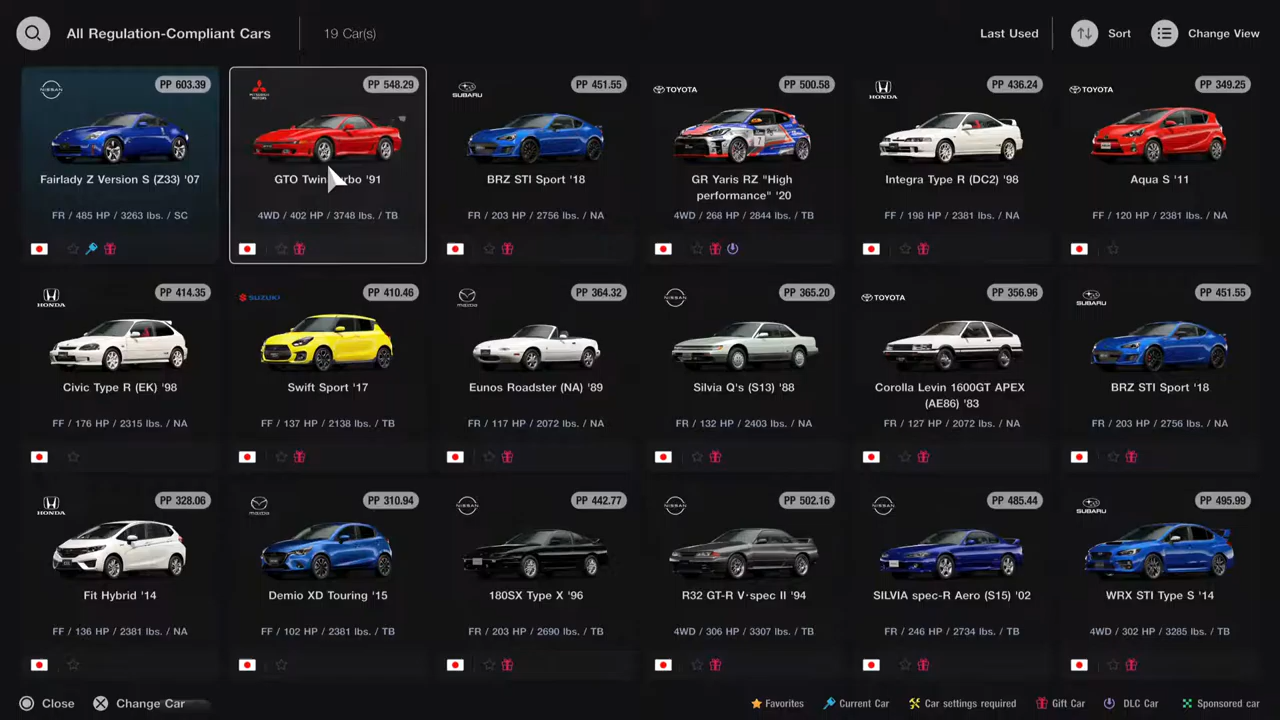 All Regulation-Compliant Cars
19 Car(s)
Last Used
Sort
Change View
PP 603.39
Fairlady Z Version S (Z33) '07
FR / 485 HP / 3263 lbs. / SC
PP 548.29
GTO Twin Turbo '91
4WD / 402 HP / 3748 lbs. / TB
SUBARU
PP 451.55
BRZ STI Sport '18
FR / 203 HP / 2756 lbs. / NA
TOYOTA
PP 500.58
GR Yaris RZ "High
performance" '20
4WD / 268 HP / 2844 lbs. / TB
HONDA
PP 436.24
Integra Type R (DC2) '98
FF / 198 HP / 2381 lbs. / NA
TOYOTA
PP 349.25
Aqua S '11
FF / 120 HP / 2381 lbs. / NA
HONDA
PP 414.35
Civic Type R (EK) '98
FF / 176 HP / 2315 lbs. / NA
SUZUKI
PP 410.46
Swift Sport '17
FF / 137 HP / 2138 lbs. / TB
PP 364.32
Eunos Roadster (NA) '89
FR / 117 HP / 2072 lbs. / NA
PP 365.20
Silvia Q's (S13) '88
FR / 132 HP / 2403 lbs. / NA
TOYOTA
PP 356.96
Corolla Levin 1600GT APEX
(AE86) '83
FR / 127 HP / 2072 lbs. / NA
SUBARU
PP 451.55
BRZ STI Sport '18
FR / 203 HP / 2756 lbs. / NA
HONDA
PP 328.06
Fit Hybrid '14
FF / 136 HP / 2381 lbs. / NA
PP 310.94
Demio XD Touring '15
FF / 102 HP / 2381 lbs. / TB
PP 442.77
180SX Type X '96
FR / 203 HP / 2690 lbs. / TB
PP 502.16
R32 GT-R V·spec II '94
4WD / 306 HP / 3307 lbs. / TB
PP 485.44
SILVIA spec-R Aero (S15) '02
FR / 246 HP / 2734 lbs. / TB
SUBARU
PP 495.99
WRX STI Type S '14
4WD / 302 HP / 3285 lbs. / TB
Close
Change Car
Favorites
Current Car
Car settings required
Gift Car
DLC Car
Sponsored car